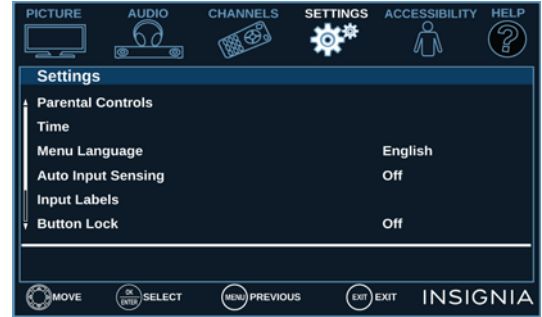 PICTURE AUDIO CHANNELS SETTINGS ACCESSIBILITY HELP
?
Settings
Parental Controls
Time
Menu Language English
Auto Input Sensing Off
Input Labels
Button Lock Off
MOVE OK ENTER SELECT MENU PREVIOUS EXIT EXIT INSIGNIA